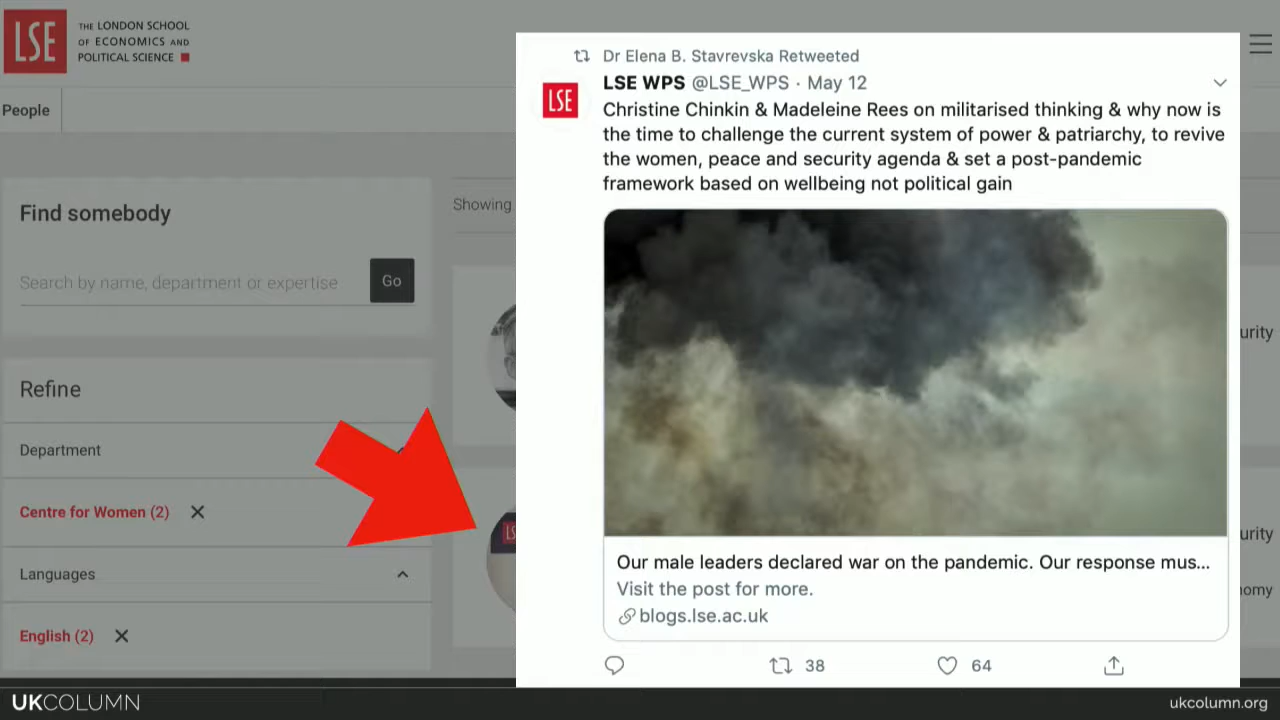 LSE
THE LONDON SCHOOL
OF ECONOMICS AND
POLITICAL SCIENCE
People
Find somebody
Search by name, department or expertise
Go
Refine
Department
Centre for Women (2)
Languages
English (2)
Showing
Dr Elena B. Stavrevska Retweeted
LSE
LSE WPS @LSE_WPS · May 12
Christine Chinkin & Madeleine Rees on militarised thinking & why now is
the time to challenge the current system of power & patriarchy, to revive
the women, peace and security agenda & set a post-pandemic
framework based on wellbeing not political gain
Our male leaders declared war on the pandemic. Our response mus...
Visit the post for more.
blogs.lse.ac.uk
38
64
urity
urity
UKCOLUMN
ukcolumn.org